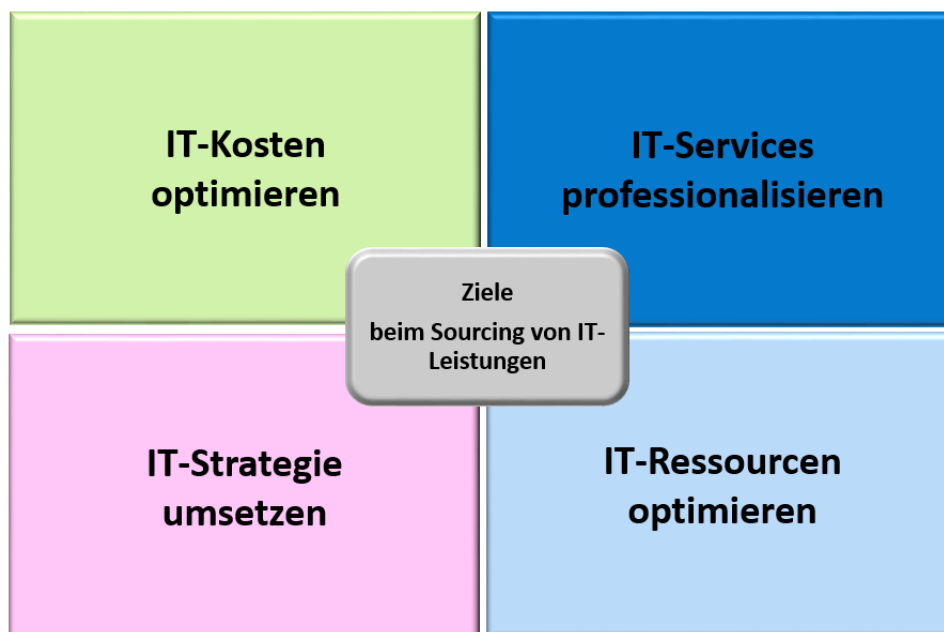 IT-Kosten
optimieren
IT-Services
professionalisieren
Ziele
beim Sourcing von IT-
Leistungen
IT-Strategie
umsetzen
IT-Ressourcen
optimieren